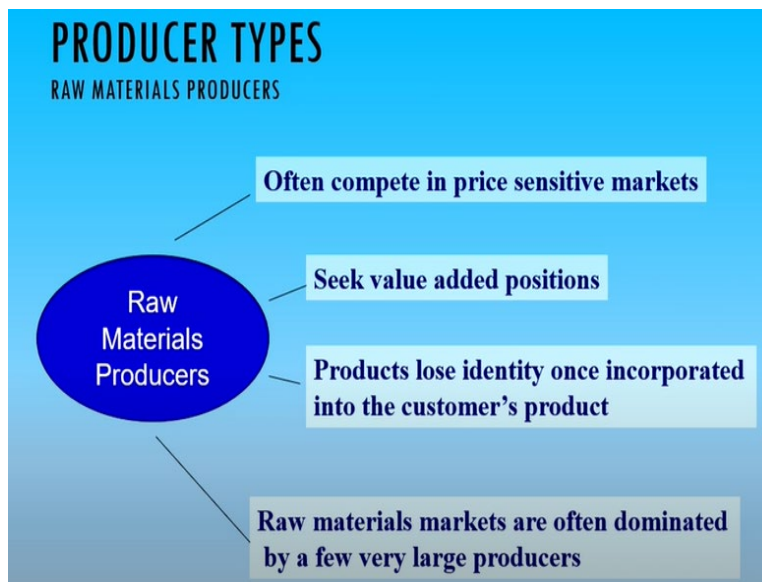 PRODUCER TYPES
RAW MATERIALS PRODUCERS
Often compete in price sensitive markets
Seek value added positions
Raw
Materials
Producers
Products lose identity once incorporated
into the customer's product
Raw materials markets are often dominated
by a few very large producers